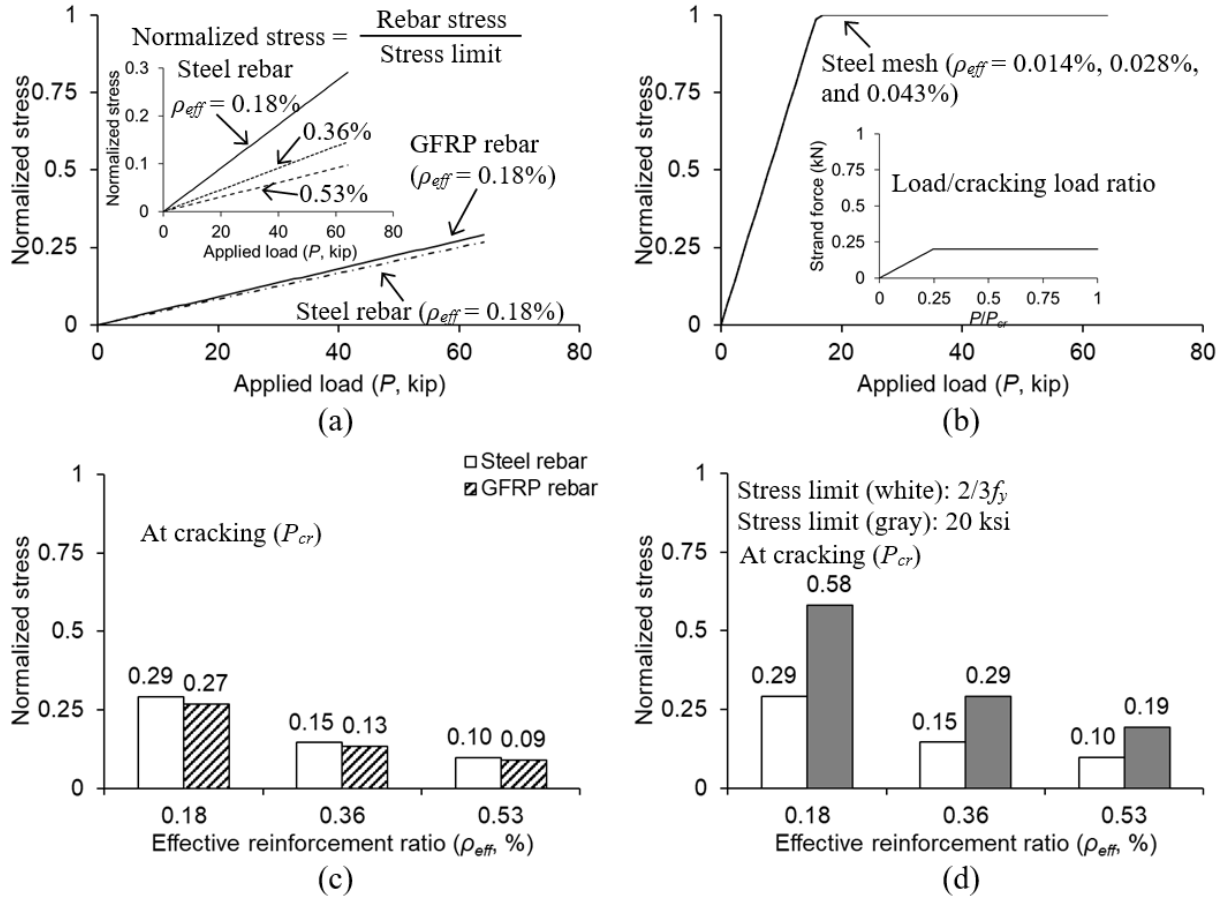 1
Normalized stress = Rebar stress
Stress limit
Steel rebar
ρeff = 0.18%
0.3
0.2
0.1
0
Normalized stress
0.36%
0.53%
0 20 40 60 80
Applied load (P, kip)
GFRP rebar
(ρeff = 0.18%)
Steel rebar (ρeff = 0.18%)
0.75
0.5
0.25
0
Normalized stress
0 20 40 60 80
Applied load (P, kip)
(a)
1
0.75
0.5
0.25
0
Normalized stress
Steel mesh (ρeff = 0.014%, 0.028%,
and 0.043%)
1
0.75
0.5
0.25
0
Strand force (kN)
Load/cracking load ratio
0 0.25 0.5 0.75 1
P/Pcr
0 20 40 60 80
Applied load (P, kip)
(b)
Steel rebar
GFRP rebar
At cracking (Pcr)
1
0.75
0.5
0.25
0
Normalized stress
0.29 0.27
0.15 0.13
0.10 0.09
0.18 0.36 0.53
Effective reinforcement ratio (ρeff, %)
(c)
Stress limit (white): 2/3fy
Stress limit (gray): 20 ksi
At cracking (Pcr)
1
0.75
0.5
0.25
0
Normalized stress
0.29 0.58
0.15 0.29
0.10 0.19
0.18 0.36 0.53
Effective reinforcement ratio (ρeff, %)
(d)